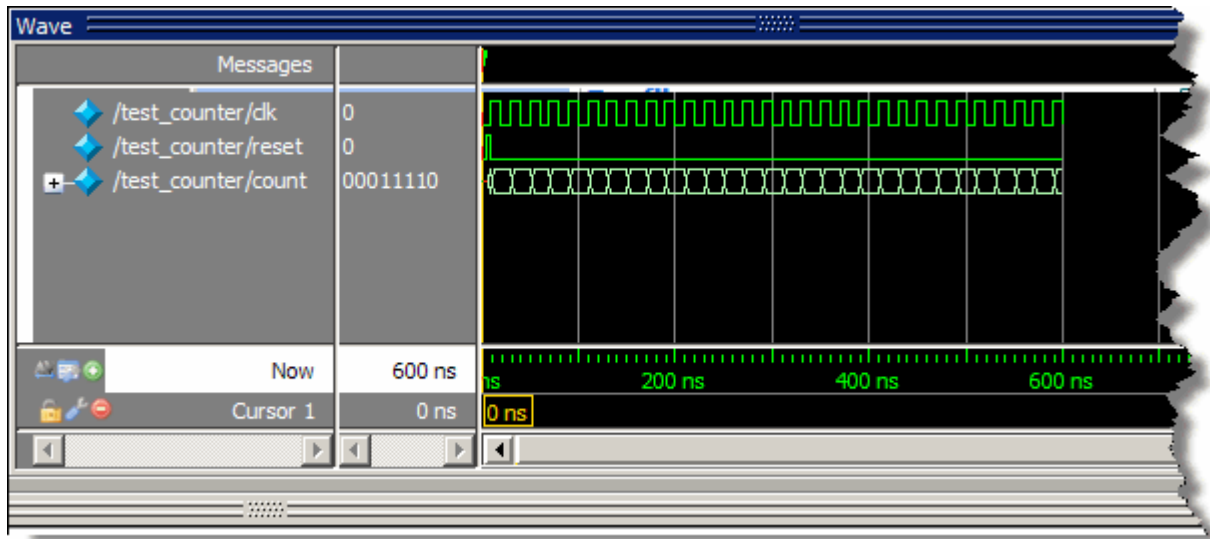 Wave
Messages
/test_counter/clk 0
/test_counter/reset 0
/test_counter/count 00011110
Now 600 ns
ns 200 ns 400 ns 600 ns
Cursor 1 0 ns 0 ns